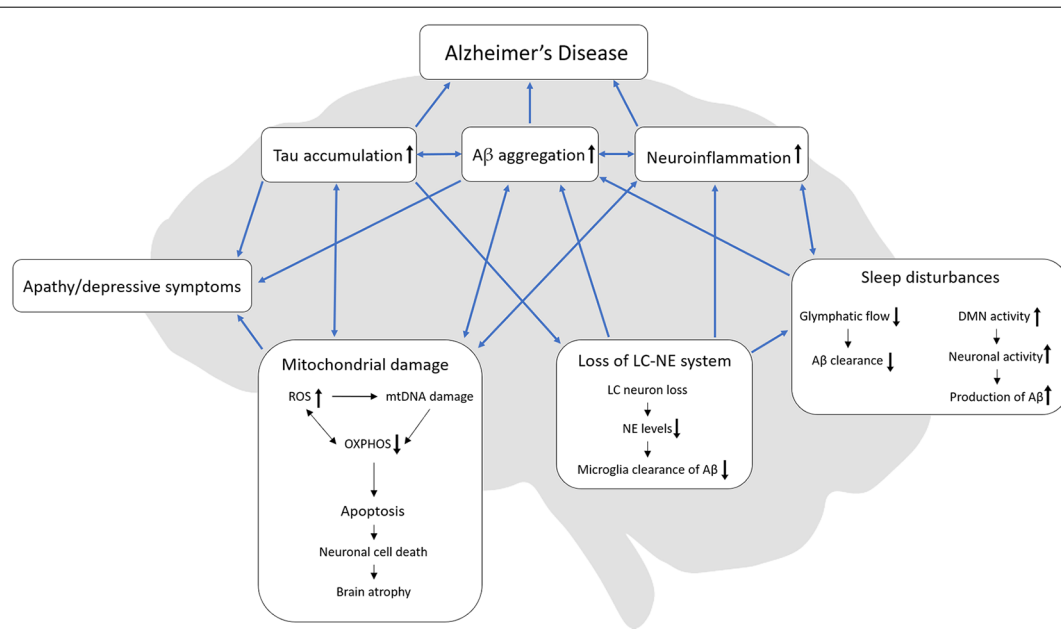 Alzheimer's Disease
Tau accumulation
Aβ aggregation
Neuroinflammation
Apathy/depressive symptoms
Mitochondrial damage
ROS
mtDNA damage
OXPHOS
Apoptosis
Neuronal cell death
Brain atrophy
Loss of LC-NE system
LC neuron loss
NE levels
Microglia clearance of Aβ
Sleep disturbances
Glymphatic flow
Aβ clearance
DMN activity
Neuronal activity
Production of Aβ